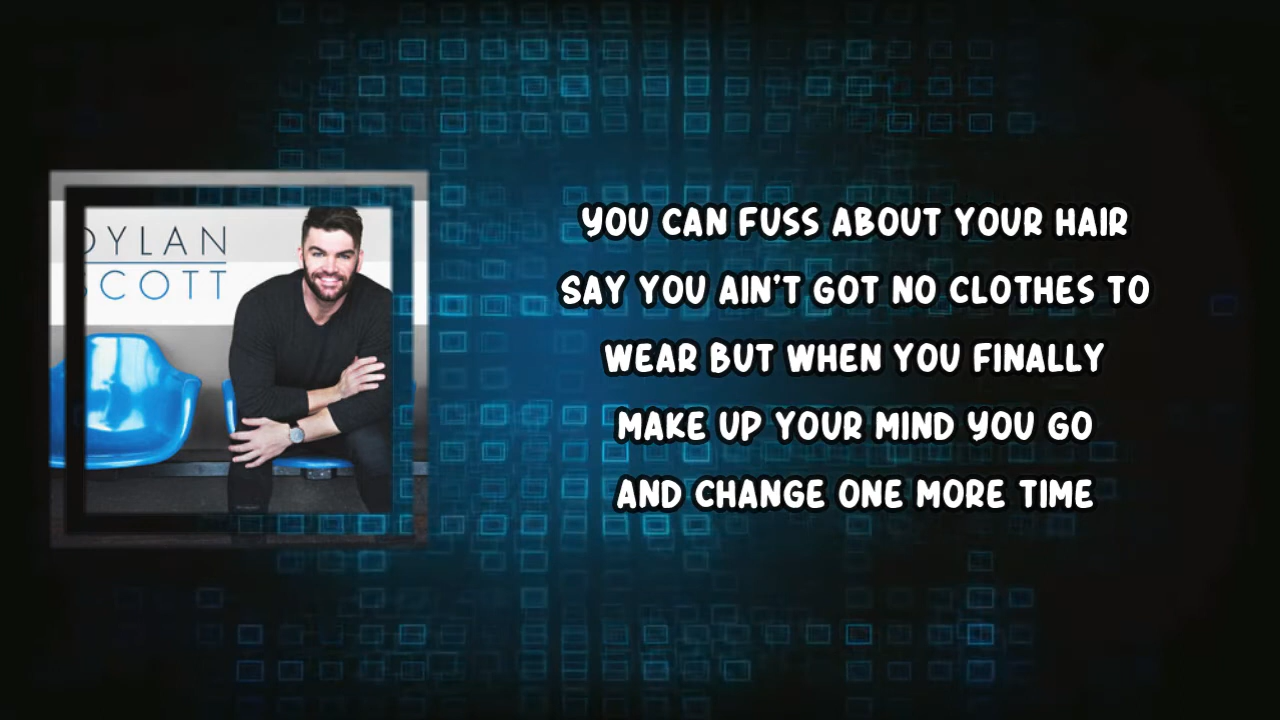 DYLAN
SCOTT
YOU CAN FUSS ABOUT YOUR HAIR
SAY YOU AIN'T GOT NO CLOTHES TO
WEAR BUT WHEN YOU FINALLY
MAKE UP YOUR MIND YOU GO
AND CHANGE ONE MORE TIME